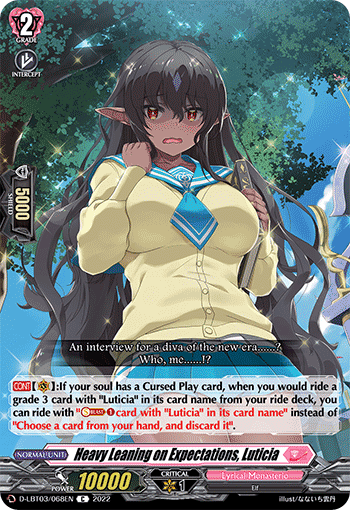 2
GRADE
INTERCEPT
5000
SHIELD
An interview for a diva of the new era......?
Who, me......!?
CONT【】:If your soul has a Cursed Play card, when you would ride a
grade 3 card with "Luticia" in its card name from your ride deck, you
can ride with "SB LAST 1 card with "Luticia" in its card name" instead of
"Choose a card from your hand, and discard it".
NORMAL UNIT
Heavy Leaning on Expectations, Luticia
POWER 10000
CRITICAL
1
Lyrical Monasterio
Elf
D-LBT03/068EN C 2022
illust/なないち雲丹